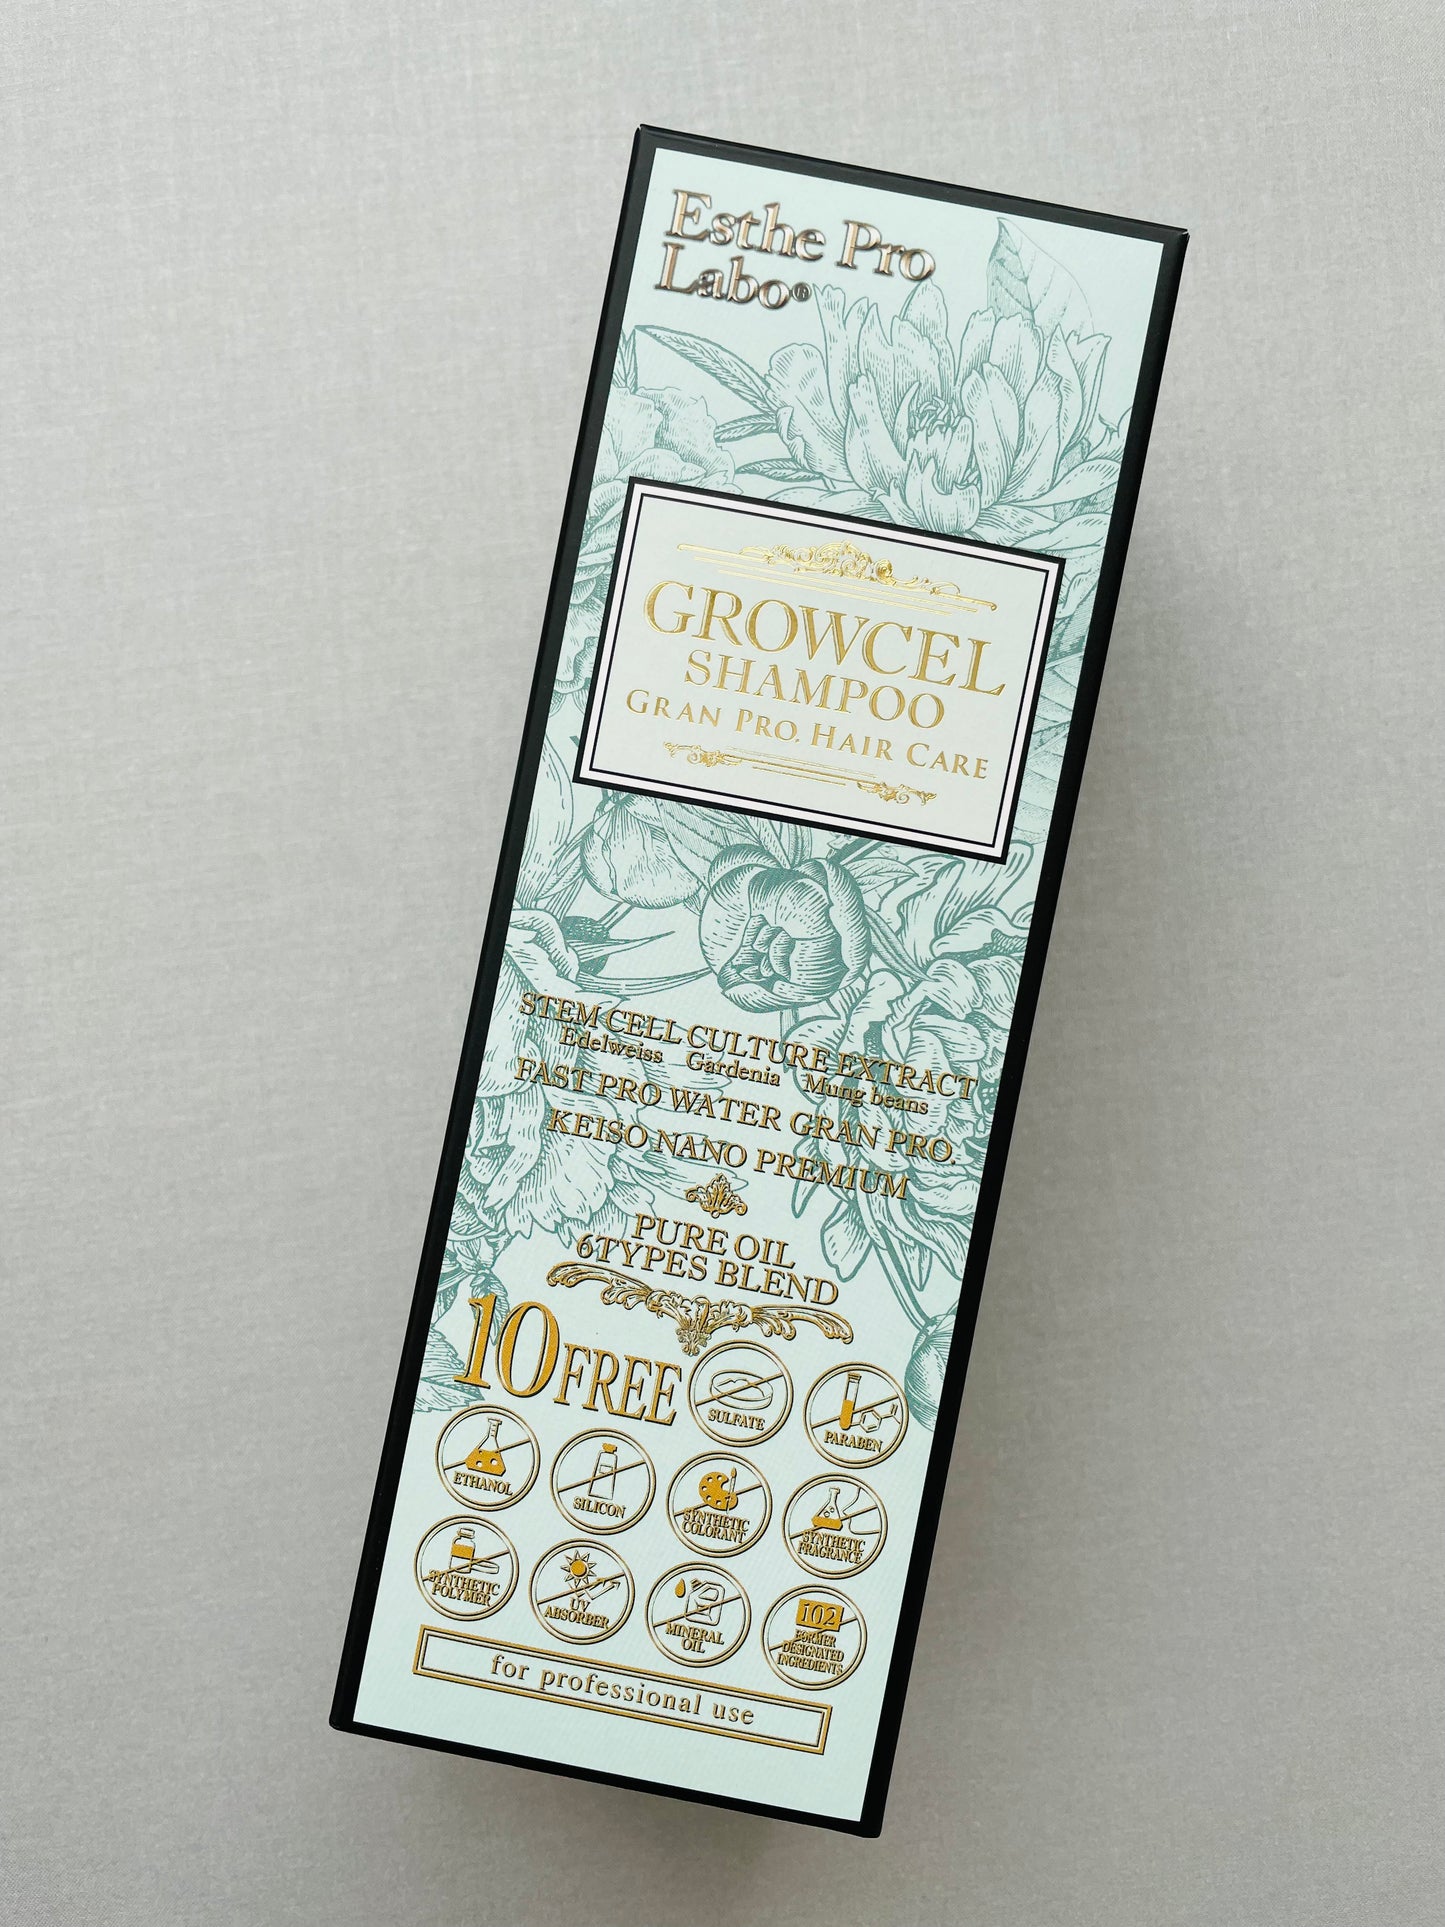 Esthe Pro
Labo®
GROWCEL
SHAMPOO
GRAN PRO. HAIR CARE
STEM CELL CULTURE EXTRACT
Edelweiss Gardenia Mung beans
FAST PRO WATER GRAN PRO.
KEISO NANO PREMIUM
PURE OIL
6TYPES BLEND
10FREE
SULFATE
PARABEN
ETHANOL
SILICON
SYNTHETIC
COLORANT
SYNTHETIC
FRAGRANCE
SYNTHETIC
POLYMER
UV
ABSORBER
MINERAL
OIL
102
FORMER
DESIGNATED
INGREDIENTS
for professional use